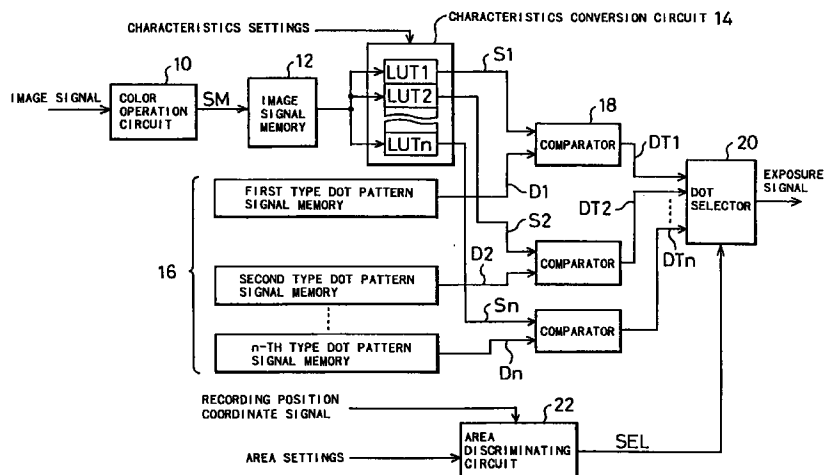 CHARACTERISTICS SETTINGS
CHARACTERISTICS CONVERSION CIRCUIT 14
10
12
IMAGE SIGNAL
COLOR
OPERATION
CIRCUIT
SM
IMAGE
SIGNAL
MEMORY
LUT1
LUT2
LUTn
S1
18
COMPARATOR
DT1
20
DOT
SELECTOR
EXPOSURE
SIGNAL
FIRST TYPE DOT PATTERN
SIGNAL MEMORY
D1
S2
DT2
16
SECOND TYPE DOT PATTERN
SIGNAL MEMORY
D2
COMPARATOR
DTn
Sn
n-TH TYPE DOT PATTERN
SIGNAL MEMORY
Dn
COMPARATOR
RECORDING POSITION
COORDINATE SIGNAL
22
AREA SETTINGS
AREA
DISCRIMINATING
CIRCUIT
SEL